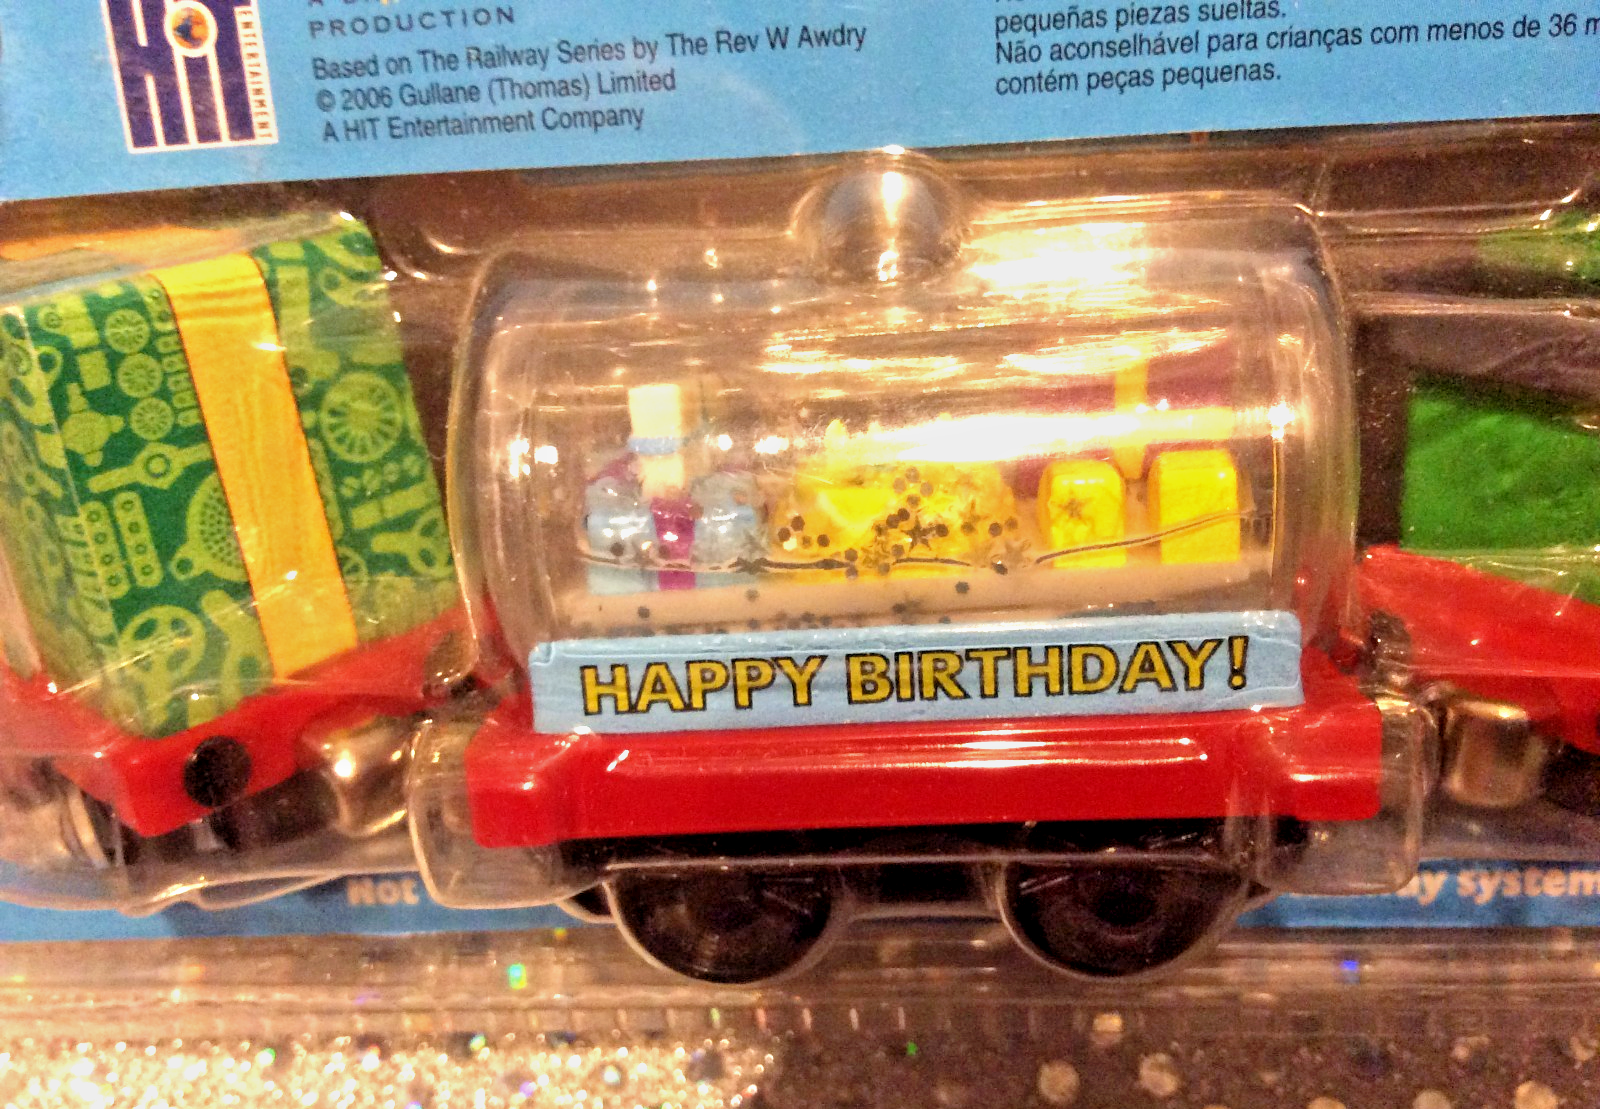 HiT
ENTERTAINMENT
PRODUCTION
Based on The Railway Series by The Rev W Awdry
© 2006 Gullane (Thomas) Limited
A HIT Entertainment Company
pequeñas piezas sueltas.
Não aconselhável para crianças com menos de 36
contém peças pequenas.
HAPPY BIRTHDAY!
Not
system